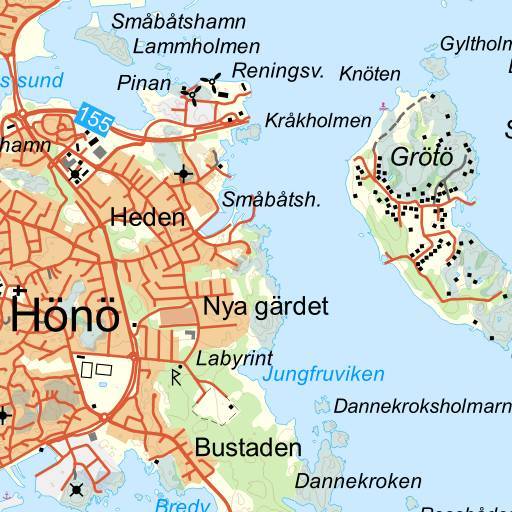 Småbåtshamn
Lammholmen
Gyltholm
s sund
Pinan
Reningsv.
Knöten
155
Kråkholmen
hamn
Grötö
Småbåtsh.
Heden
Hönö
Nya gärdet
Labyrint
Jungfruviken
Dannekroksholmarn
Bustaden
Dannekroken
Bredv